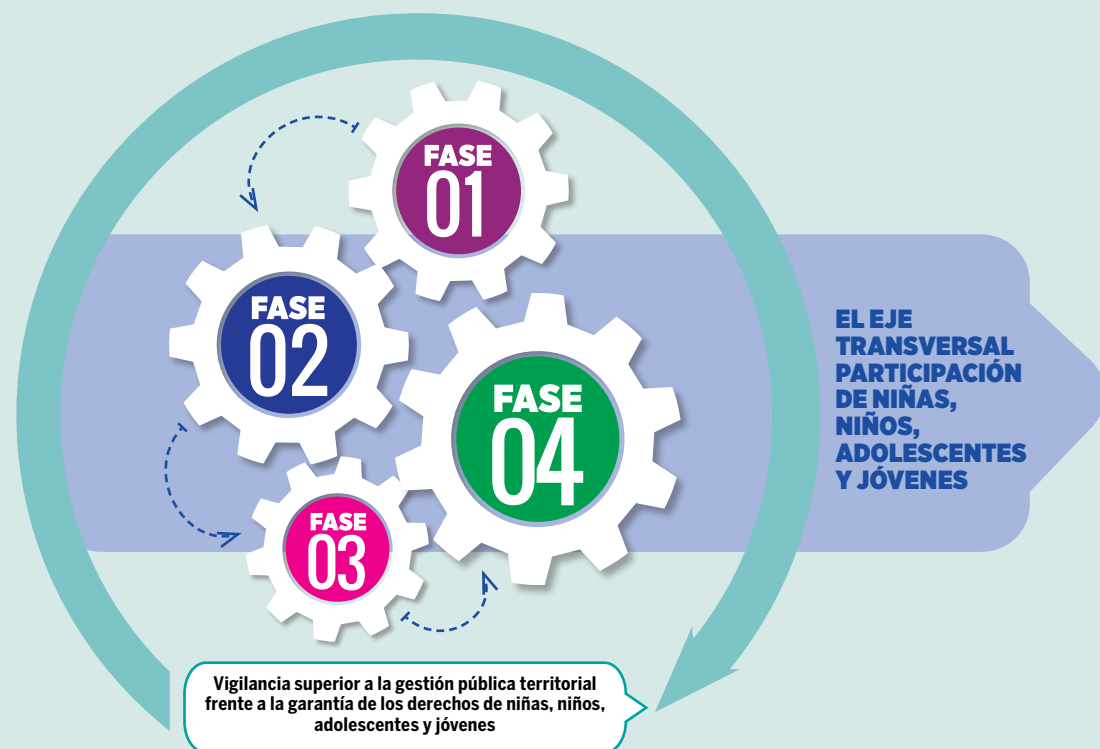 FASE
01
FASE
02
FASE
04
FASE
03
EL EJE
TRANSVERSAL
PARTICIPACIÓN
DE NIÑAS,
NIÑOS,
ADOLESCENTES
Y JÓVENES
Vigilancia superior a la gestión pública territorial
frente a la garantía de los derechos de niñas, niños,
adolescentes y jóvenes